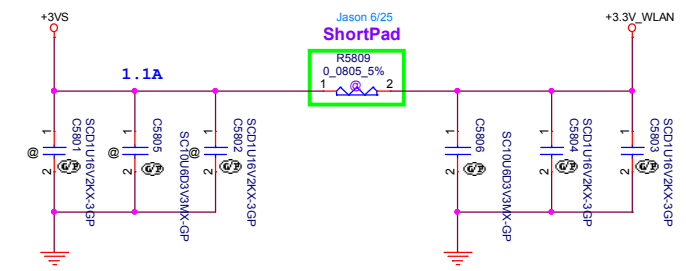 Jason 6/25
+3VS
+3.3V_WLAN
ShortPad
R5809
0_0805_5%
1.1A
1
@
2
1
2
@
C5801
SCD1U16V2KX-3GP
1
2
@
C5805
SC10U6D3V3MX-GP
1
2
@
C5802
SCD1U16V2KX-3GP
1
2
C5806
SC10U6D3V3MX-GP
1
2
C5804
SCD1U16V2KX-3GP
1
2
C5803
SCD1U16V2KX-3GP